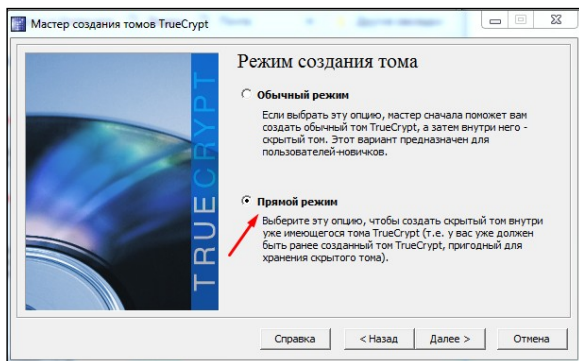 Мастер создания томов TrueCrypt
Режим создания тома
Обычный режим
Если выбрать эту опцию, мастер сначала поможет вам
создать обычный том TrueCrypt, а затем внутри него -
скрытый том. Этот вариант предназначен для
пользователей-новичков.
Прямой режим
Выберите эту опцию, чтобы создать скрытый том внутри
уже имеющегося тома TrueCrypt (т.е. у вас уже должен
быть ранее созданный том TrueCrypt, пригодный для
хранения скрытого тома).
TRUECRYPT
Справка
< Назад
Далее >
Отмена